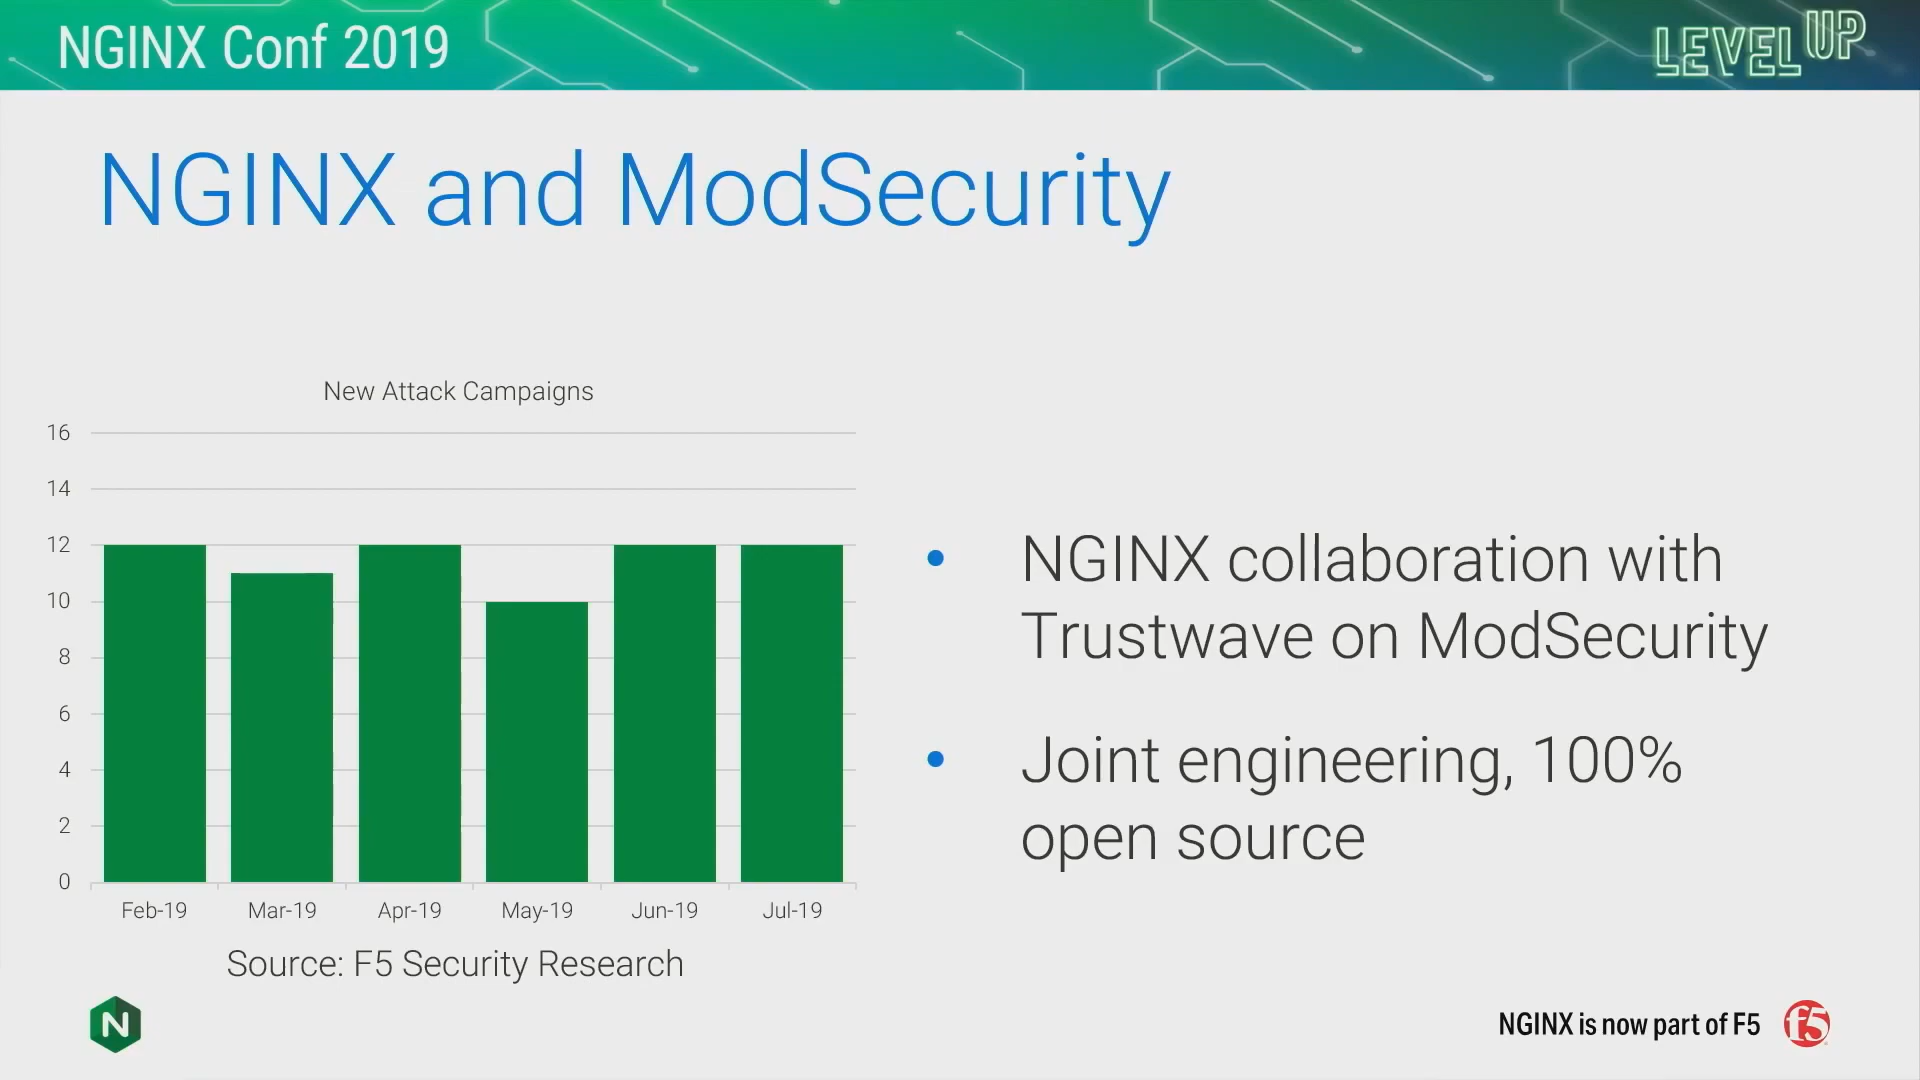 NGINX Conf 2019
LEVEL UP
NGINX and ModSecurity
New Attack Campaigns
16
14
12
10
8
6
4
2
0
Feb-19 Mar-19 Apr-19 May-19 Jun-19 Jul-19
Source: F5 Security Research
• NGINX collaboration with
Trustwave on ModSecurity
• Joint engineering, 100%
open source
N
NGINX is now part of F5
f5